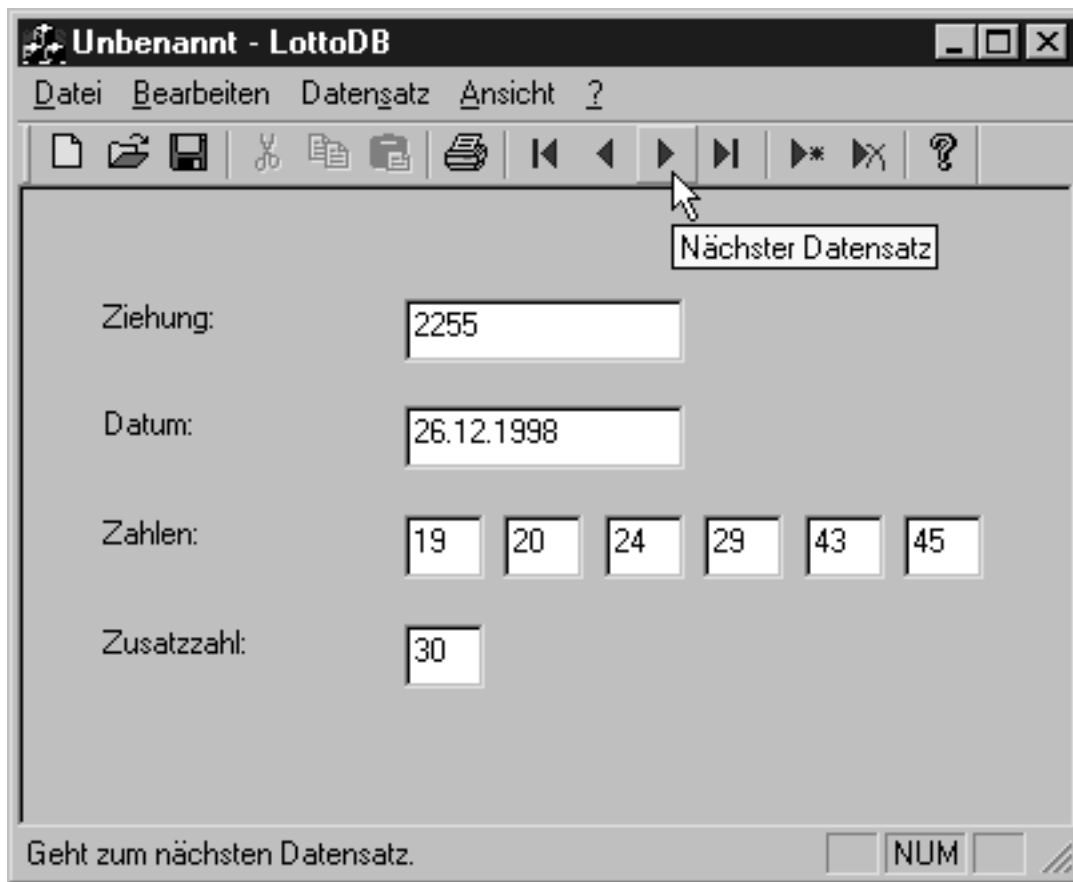 Unbenannt - LottoDB
Datei Bearbeiten Datensatz Ansicht ?
Nächster Datensatz
Ziehung: 2255
Datum: 26.12.1998
Zahlen: 19 20 24 29 43 45
Zusatzzahl: 30
Geht zum nächsten Datensatz. NUM